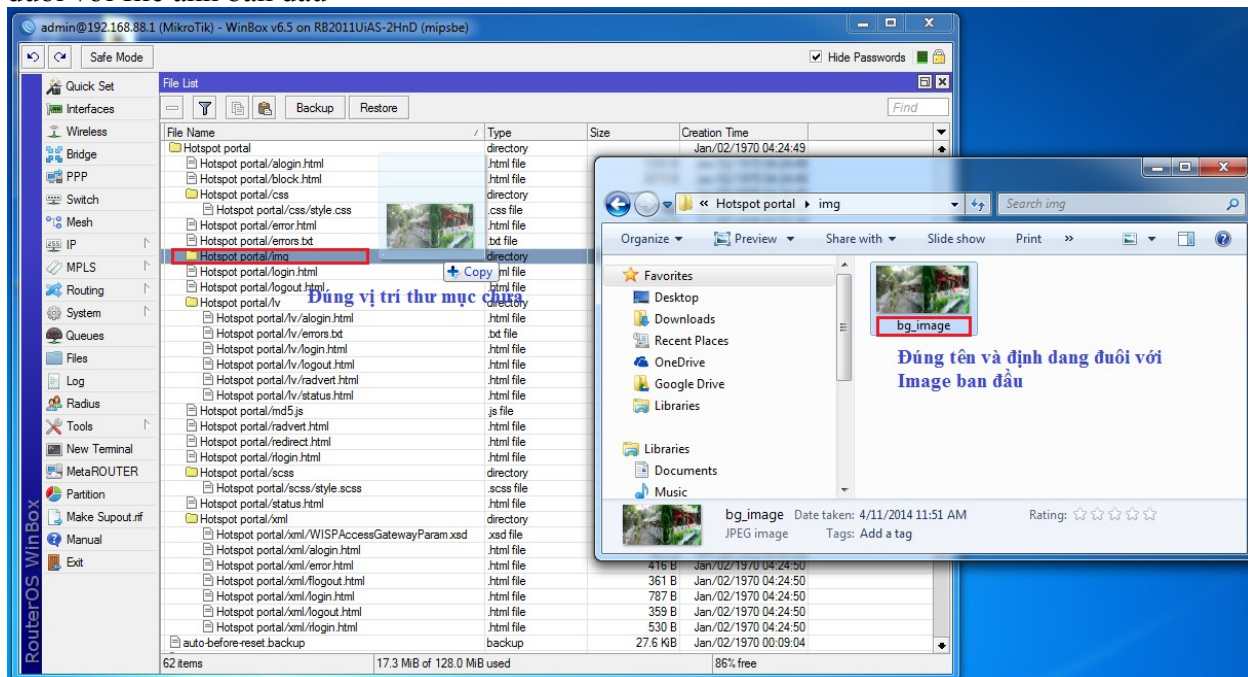 đuôi với file ảnh ban đầu
admin@192.168.88.1 (MikroTik) - WinBox v6.5 on RB2011UiAS-2HnD (mipsbe)
Safe Mode
Hide Passwords
Quick Set
Interfaces
Wireless
Bridge
PPP
Switch
Mesh
IP
MPLS
Routing
System
Queues
Files
Log
Radius
Tools
New Terminal
MetaROUTER
Partition
Make Supout.rif
Manual
Exit
RouterOS WinBox
File List
Backup Restore Find
File Name Type Size Creation Time
Hotspot portal directory Jan/02/1970 04:24:49
Hotspot portal/alogin.html .html file
Hotspot portal/block.html .html file
Hotspot portal/css directory
Hotspot portal/css/style.css .css file
Hotspot portal/error.html .html file
Hotspot portal/errors.txt .txt file
Hotspot portal/img directory
Hotspot portal/login.html
Copy
Hotspot portal/logout.html .html file
Đúng vị trí thư mục chứa
Hotspot portal/lv directory
Hotspot portal/lv/alogin.html .html file
Hotspot portal/lv/errors.txt .txt file
Hotspot portal/lv/login.html .html file
Hotspot portal/lv/logout.html .html file
Hotspot portal/lv/radvert.html .html file
Hotspot portal/lv/status.html .html file
Hotspot portal/md5.js .js file
Hotspot portal/radvert.html .html file
Hotspot portal/redirect.html .html file
Hotspot portal/rlogin.html .html file
Hotspot portal/scss directory
Hotspot portal/scss/style.scss .scss file
Hotspot portal/status.html .html file
Hotspot portal/xml directory
Hotspot portal/xml/WISPAccessGatewayParam.xsd .xsd file
Hotspot portal/xml/alogin.html .html file
Hotspot portal/xml/error.html .html file 416 B Jan/02/1970 04:24:50
Hotspot portal/xml/flogout.html .html file 361 B Jan/02/1970 04:24:50
Hotspot portal/xml/login.html .html file 787 B Jan/02/1970 04:24:50
Hotspot portal/xml/logout.html .html file 359 B Jan/02/1970 04:24:50
Hotspot portal/xml/rlogin.html .html file 530 B Jan/02/1970 04:24:50
auto-before-reset.backup backup 27.6 KiB Jan/02/1970 00:09:04
62 items 17.3 MiB of 128.0 MiB used 86% free
« Hotspot portal img Search img
Organize Preview Share with Slide show Print »
Favorites
Desktop
Downloads
Recent Places
OneDrive
Google Drive
Libraries
Libraries
Documents
Music
bg_image
Đúng tên và định dang đuôi với
Image ban đầu
bg_image Date taken: 4/11/2014 11:51 AM Rating:
JPEG image Tags: Add a tag